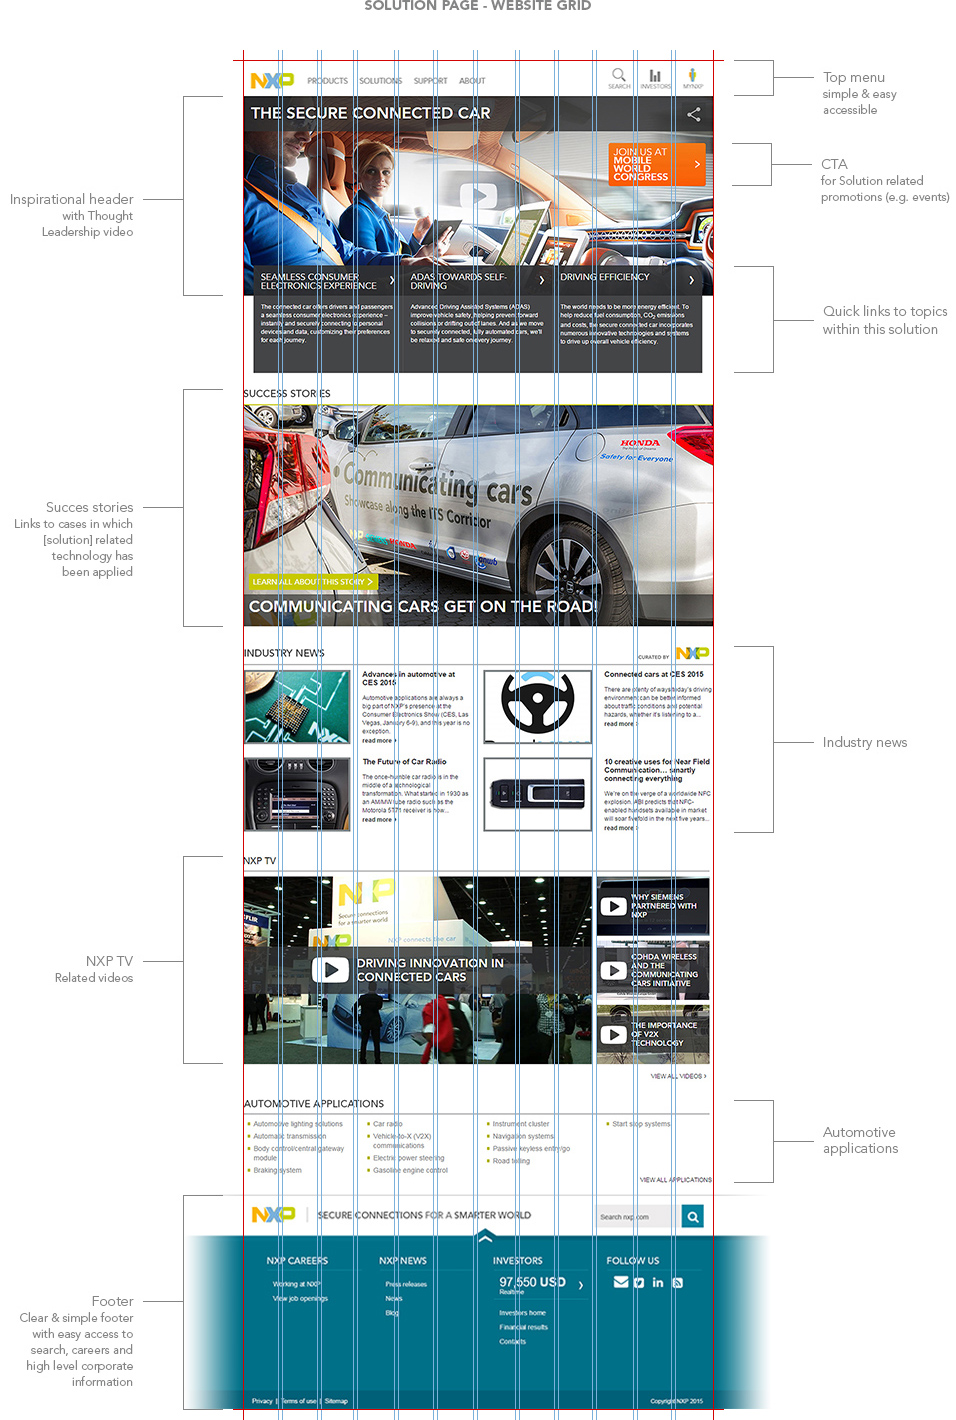 SOLUTION PAGE - WEBSITE GRID
NXP
PRODUCTS SOLUTIONS SUPPORT ABOUT
SEARCH INVESTORS MYNXP
Top menu
simple & easy
accessible
THE SECURE CONNECTED CAR
JOIN US AT
MOBILE
WORLD
CONGRESS
CTA
for Solution related
promotions (e.g. events)
Inspirational header
with Thought
Leadership video
SEAMLESS CONSUMER
ELECTRONICS EXPERIENCE
The connected car offers drivers and passengers
a seamless consumer electronics experience –
instantly and securely connecting to personal
devices and data, customizing their preferences
for each journey.
ADAS TOWARDS SELF-
DRIVING
Advanced Driving Assisted Systems (ADAS)
improve vehicle safety, helping prevent forward
collisions or drifting out of lanes. And as we move
to securely connected, fully automated cars, we'll
be relaxed and safe on every journey.
DRIVING EFFICIENCY
The world needs to be more energy efficient. To
help reduce fuel consumption, CO2 emissions
and costs, the secure connected car incorporates
numerous innovative technologies and systems
to drive up overall vehicle efficiency.
Quick links to topics
within this solution
SUCCESS STORIES
HONDA
The Power of Dreams
Safety for Everyone
Communicating cars
Showcase along the ITS Corridor
LEARN ALL ABOUT THIS STORY >
COMMUNICATING CARS GET ON THE ROAD!
Succes stories
Links to cases in which
[solution] related
technology has
been applied
INDUSTRY NEWS
CURATED BY NXP
Advances in automotive at
CES 2015
Automotive applications are always a
big part of NXP's presence at the
Consumer Electronics Show (CES, Las
Vegas, January 6-9), and this year is no
exception.
read more >
Connected cars at CES 2015
There are plenty of ways today's driving
environment can be better informed
about traffic conditions and potential
hazards, whether it's listening to a...
read more >
The Future of Car Radio
The once-humble car radio is in the
middle of a technological
transformation. What started in 1930 as
an AM/MW tube radio such as the
Motorola 5T71 receiver is now...
read more >
10 creative uses for Near Field
Communication... smartly
connecting everything
We're on the verge of a worldwide NFC
explosion. ABI predicts that NFC-
enabled handsets available in market
will soar fivefold in the next five years...
read more >
Industry news
NXP TV
NXP
Secure connections
for a smarter world
NXP
NXP connects the car
DRIVING INNOVATION IN
CONNECTED CARS
WHY SIEMENS
PARTNERED WITH
NXP
COHDA WIRELESS
AND THE
COMMUNICATING
CARS INITIATIVE
THE IMPORTANCE
OF V2X
TECHNOLOGY
VIEW ALL VIDEOS >
NXP TV
Related videos
AUTOMOTIVE APPLICATIONS
Automotive lighting solutions
Automatic transmission
Body control/central gateway
module
Braking system
Car radio
Vehicle-to-X (V2X)
communications
Electric power steering
Gasoline engine control
Instrument cluster
Navigation systems
Passive keyless entry/go
Road tolling
Start stop systems
VIEW ALL APPLICATIONS
Automotive
applications
NXP | SECURE CONNECTIONS FOR A SMARTER WORLD
Search nxp.com
NXP CAREERS
Working at NXP
View job openings
NXP NEWS
Press releases
News
Blog
INVESTORS
97,550 USD >
Realtime
Investors home
Financial results
Contacts
FOLLOW US
Privacy | Terms of use | Sitemap
Copyright NXP 2015
Footer
Clear & simple footer
with easy access to
search, careers and
high level corporate
information